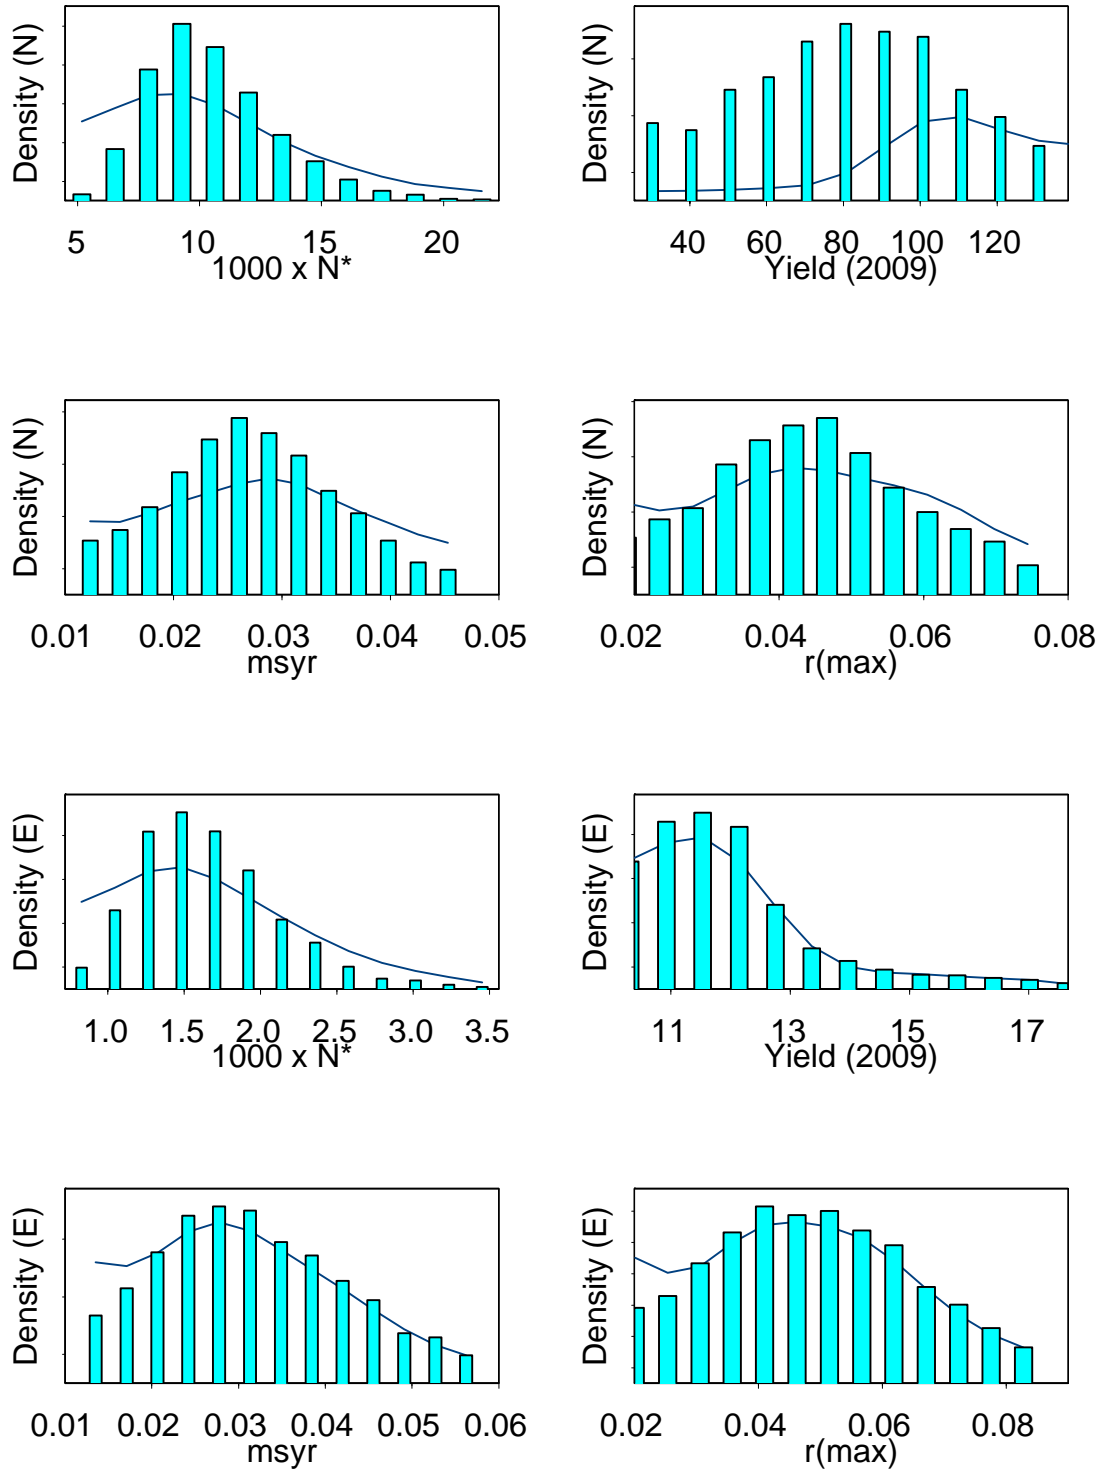 Density (N)
5 10 15 20
1000 x N*
Density (N)
40 60 80 100 120
Yield (2009)
Density (N)
0.01 0.02 0.03 0.04 0.05
msyr
Density (N)
0.02 0.04 0.06 0.08
r(max)
Density (E)
1.0 1.5 2.0 2.5 3.0 3.5
1000 x N*
Density (E)
11 13 15 17
Yield (2009)
Density (E)
0.01 0.02 0.03 0.04 0.05 0.06
msyr
Density (E)
0.02 0.04 0.06 0.08
r(max)